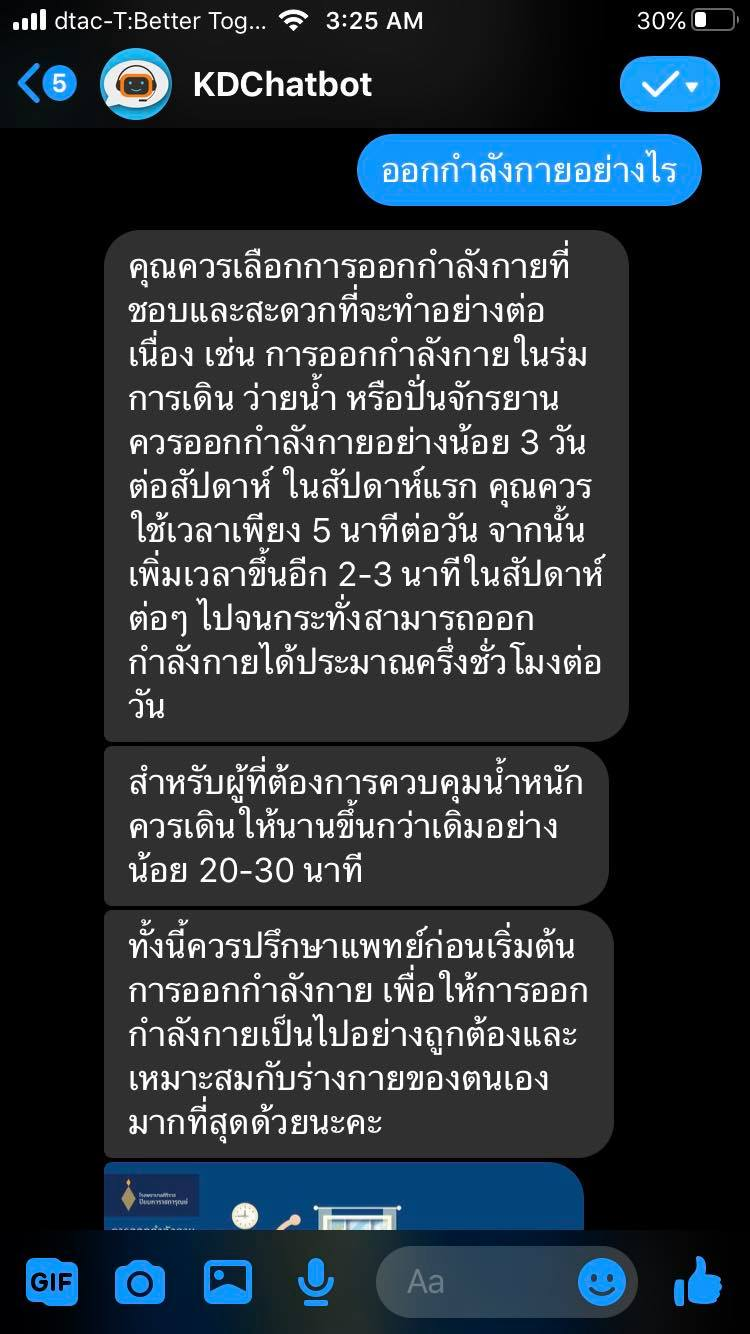 dtac-T:Better Tog... 3:25 AM 30%
5 KDChatbot
ออกกำลังกายอย่างไร
คุณควรเลือกการออกกำลังกายที่
ชอบและสะดวกที่จะทำอย่างต่อ
เนื่อง เช่น การออกกำลังกายในร่ม
การเดิน ว่ายน้ำ หรือปั่นจักรยาน
ควรออกกำลังกายอย่างน้อย 3 วัน
ต่อสัปดาห์ ในสัปดาห์แรก คุณควร
ใช้เวลาเพียง 5 นาทีต่อวัน จากนั้น
เพิ่มเวลาขึ้นอีก 2-3 นาทีในสัปดาห์
ต่อๆ ไปจนกระทั่งสามารถออก
กำลังกายได้ประมาณครึ่งชั่วโมงต่อ
วัน
สำหรับผู้ที่ต้องการควบคุมน้ำหนัก
ควรเดินให้นานขึ้นกว่าเดิมอย่าง
น้อย 20-30 นาที
ทั้งนี้ควรปรึกษาแพทย์ก่อนเริ่มต้น
การออกกำลังกาย เพื่อให้การออก
กำลังกายเป็นไปอย่างถูกต้องและ
เหมาะสมกับร่างกายของตนเอง
มากที่สุดด้วยนะคะ
GIF Aa